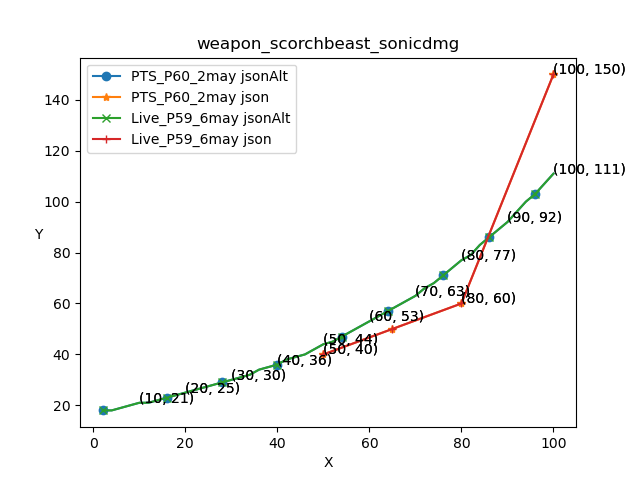 weapon_scorchbeast_sonicdmg
PTS_P60_2may jsonAlt
PTS_P60_2may json
Live_P59_6may jsonAlt
Live_P59_6may json
(100, 150)
(100, 111)
(90, 92)
(80, 77)
(70, 63)
(80, 60)
(60, 53)
(50, 44)
(50, 40)
(40, 36)
(30, 30)
(20, 25)
(10, 21)
Y
140
120
100
80
60
40
20
0 20 40 60 80 100
X